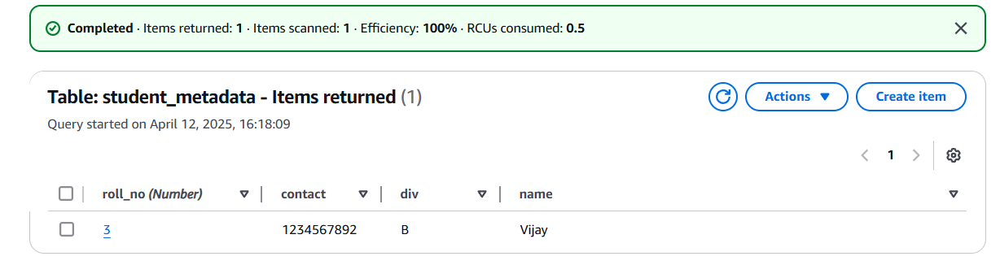 Completed · Items returned: 1 · Items scanned: 1 · Efficiency: 100% · RCUs consumed: 0.5
Table: student_metadata - Items returned (1)
Actions
Create item
Query started on April 12, 2025, 16:18:09
1
roll_no (Number) contact div name
3 1234567892 B Vijay